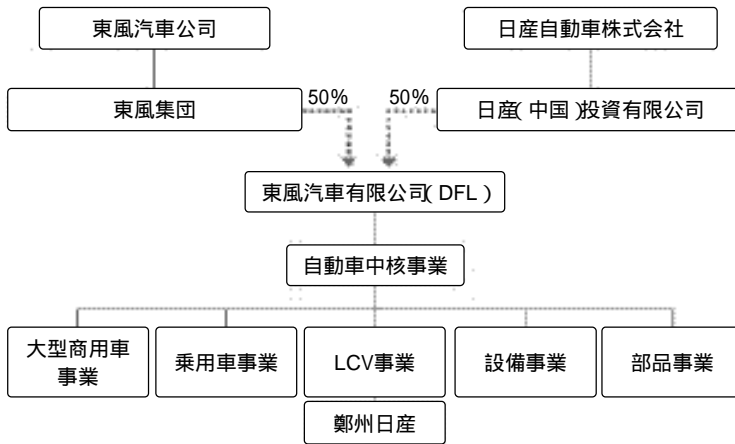 東風汽車公司
日産自動車株式会社
東風集団
50%
50%
日産(中国)投資有限公司
東風汽車有限公司(DFL)
自動車中核事業
大型商用車
事業
乗用車事業
LCV事業
設備事業
部品事業
鄭州日産